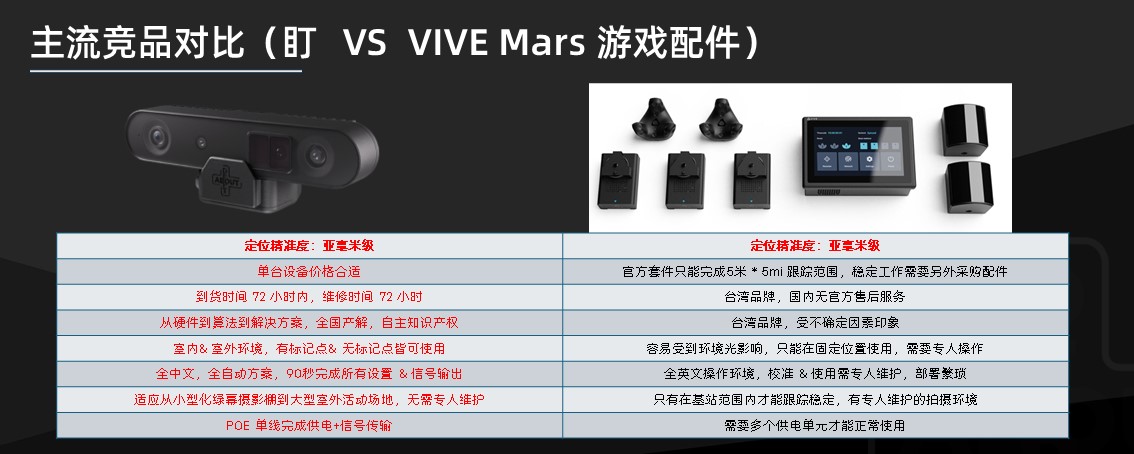 主流竞品对比（盯 VS VIVE Mars 游戏配件）
ABOUT
定位精准度：亚毫米级
定位精准度：亚毫米级
单台设备价格合适
官方套件只能完成5米 * 5mi 跟踪范围，稳定工作需要另外采购配件
到货时间 72 小时内，维修时间 72 小时
台湾品牌，国内无官方售后服务
从硬件到算法到解决方案，全国产解，自主知识产权
台湾品牌，受不确定因素印象
室内& 室外环境，有标记点& 无标记点皆可使用
容易受到环境光影响，只能在固定位置使用，需要专人操作
全中文，全自动方案，90秒完成所有设置 & 信号输出
全英文操作环境，校准 & 使用需专人维护，部署繁琐
适应从小型化绿幕摄影棚到大型室外活动场地，无需专人维护
只有在基站范围内才能跟踪稳定，有专人维护的拍摄环境
POE 单线完成供电+信号传输
需要多个供电单元才能正常使用